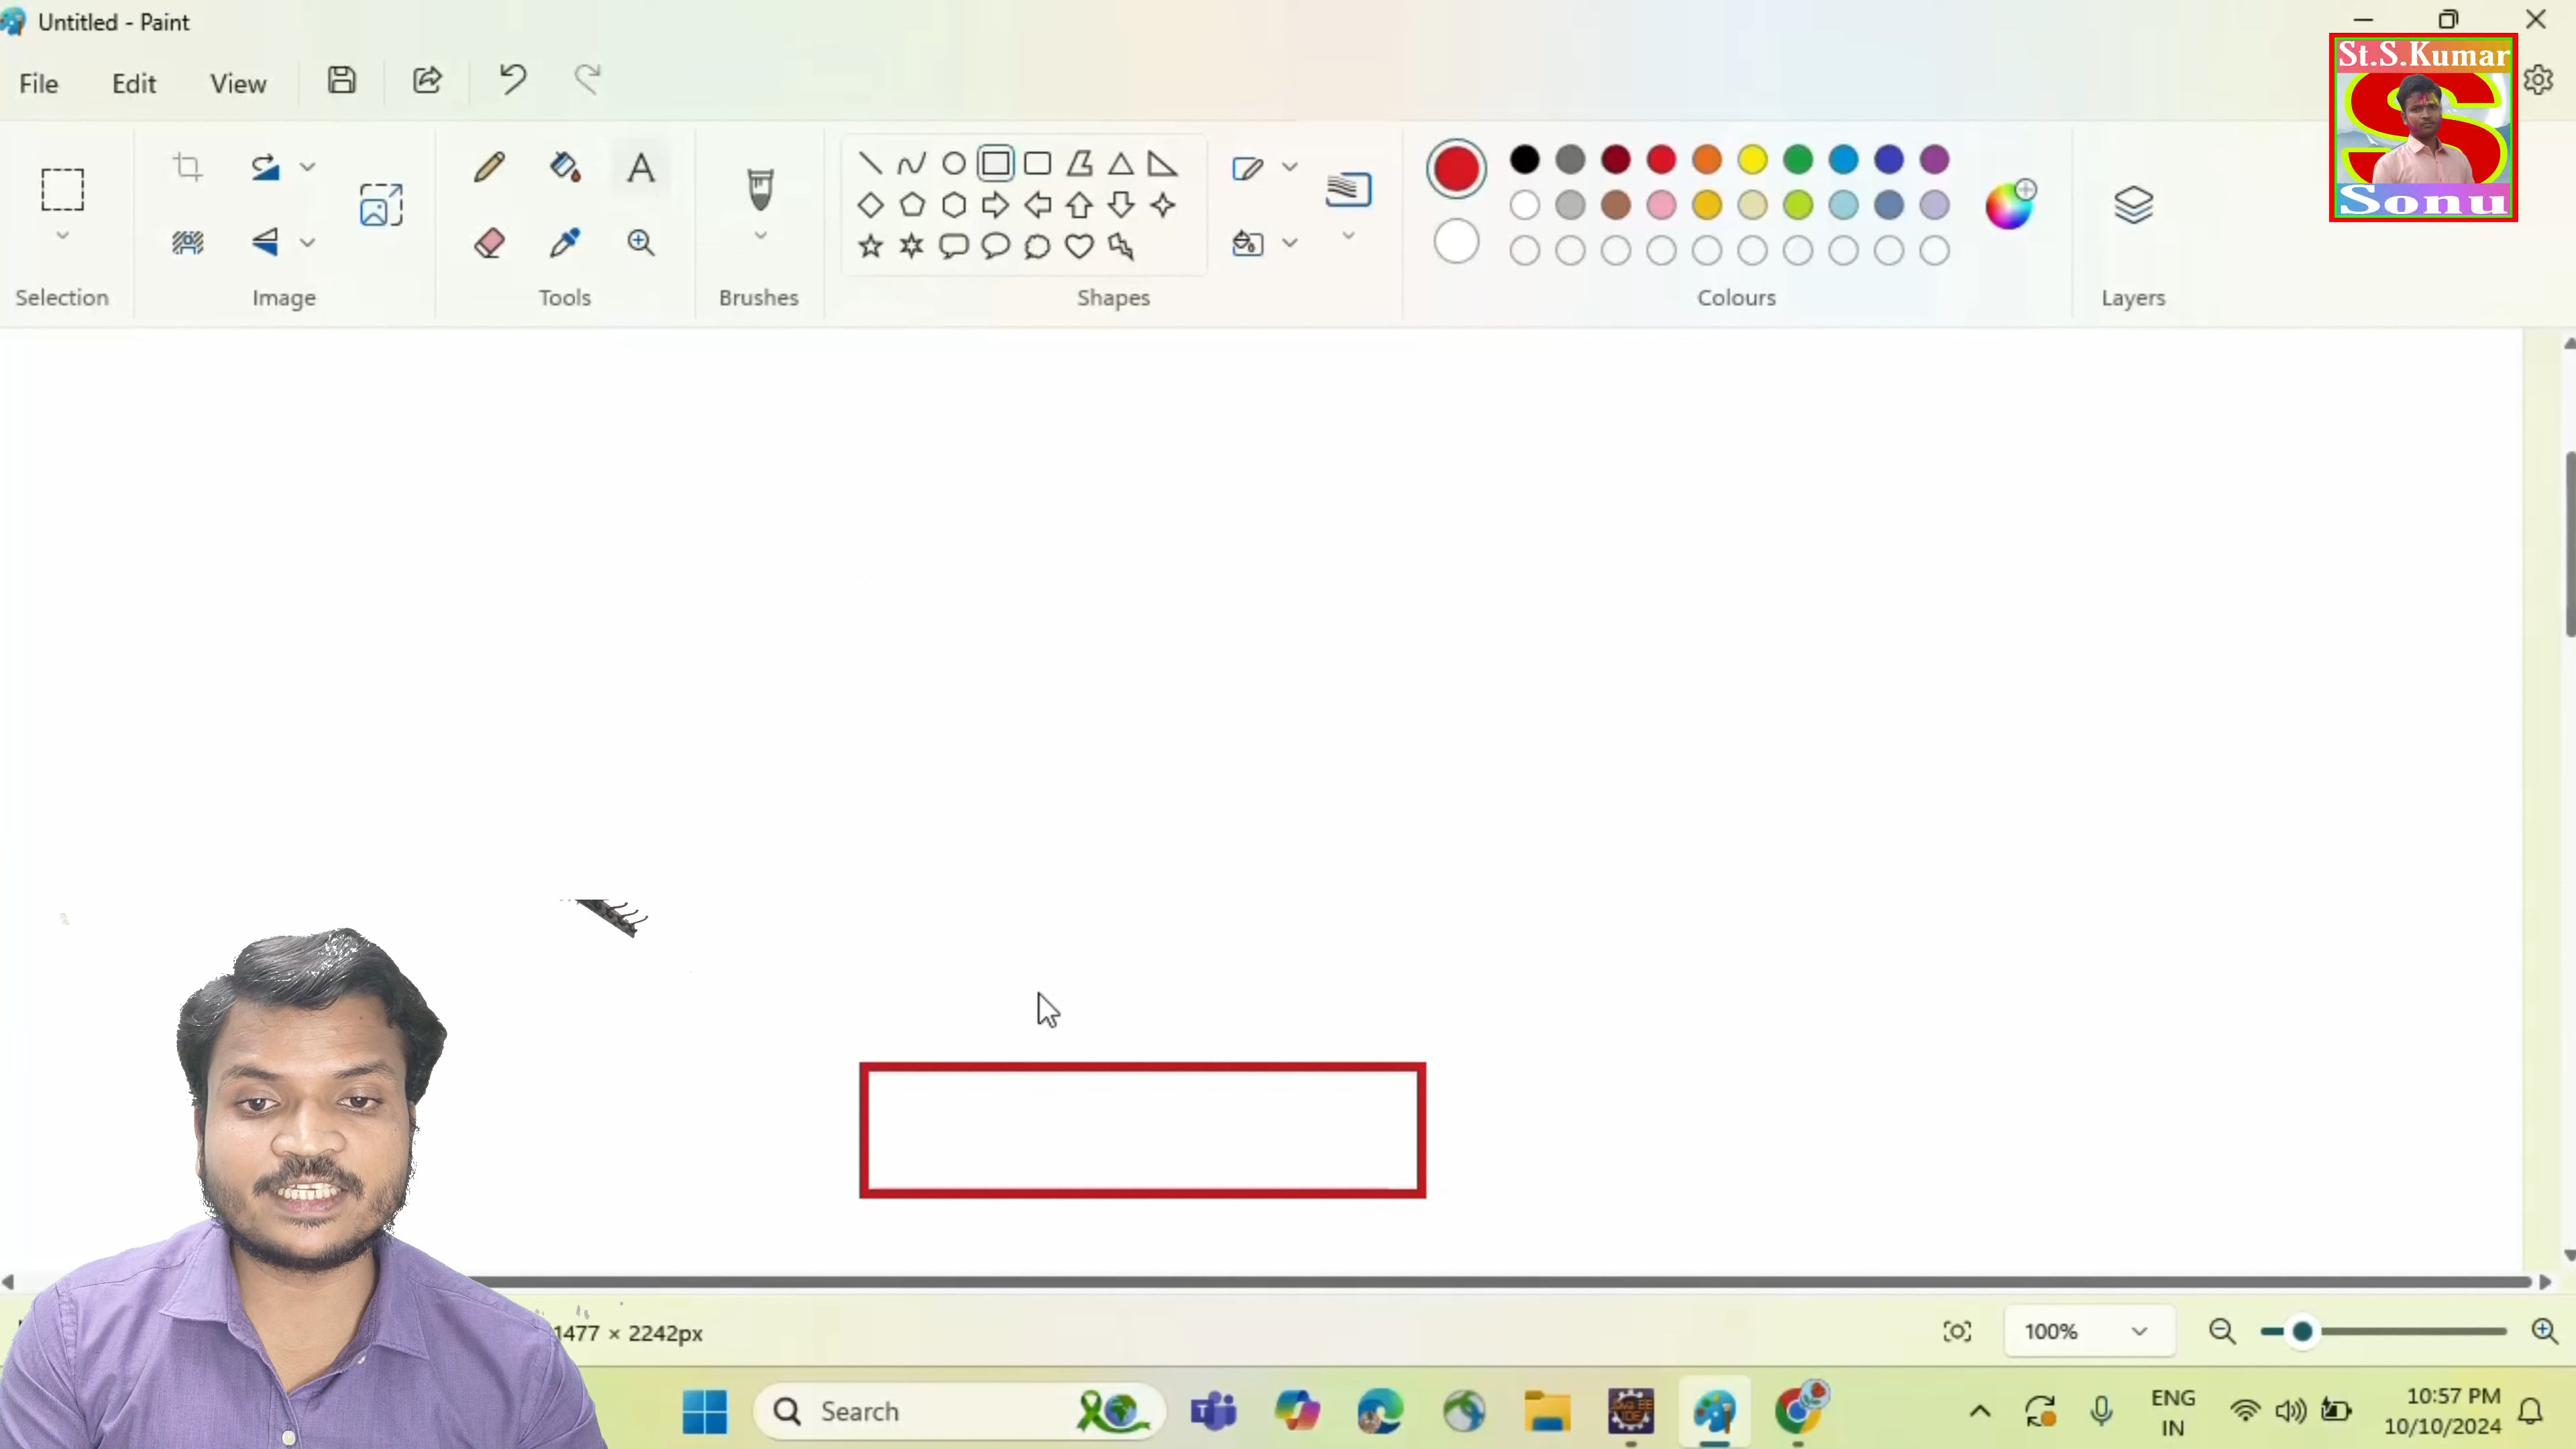 Untitled - Paint
St.S.Kumar
File Edit View
S
Sonu
A
Selection Image Tools Brushes Shapes Colours Layers
1477 × 2242px
100%
Search
ENG
IN
10:57 PM
10/10/2024